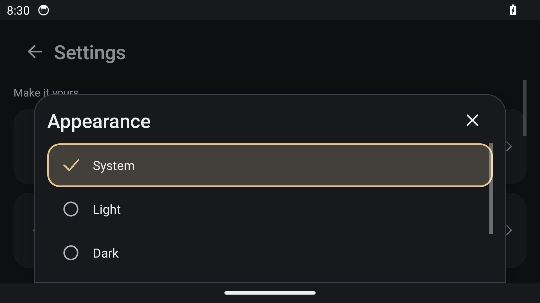 8:30
Settings
Make it yours
Appearance
System
Light
Dark